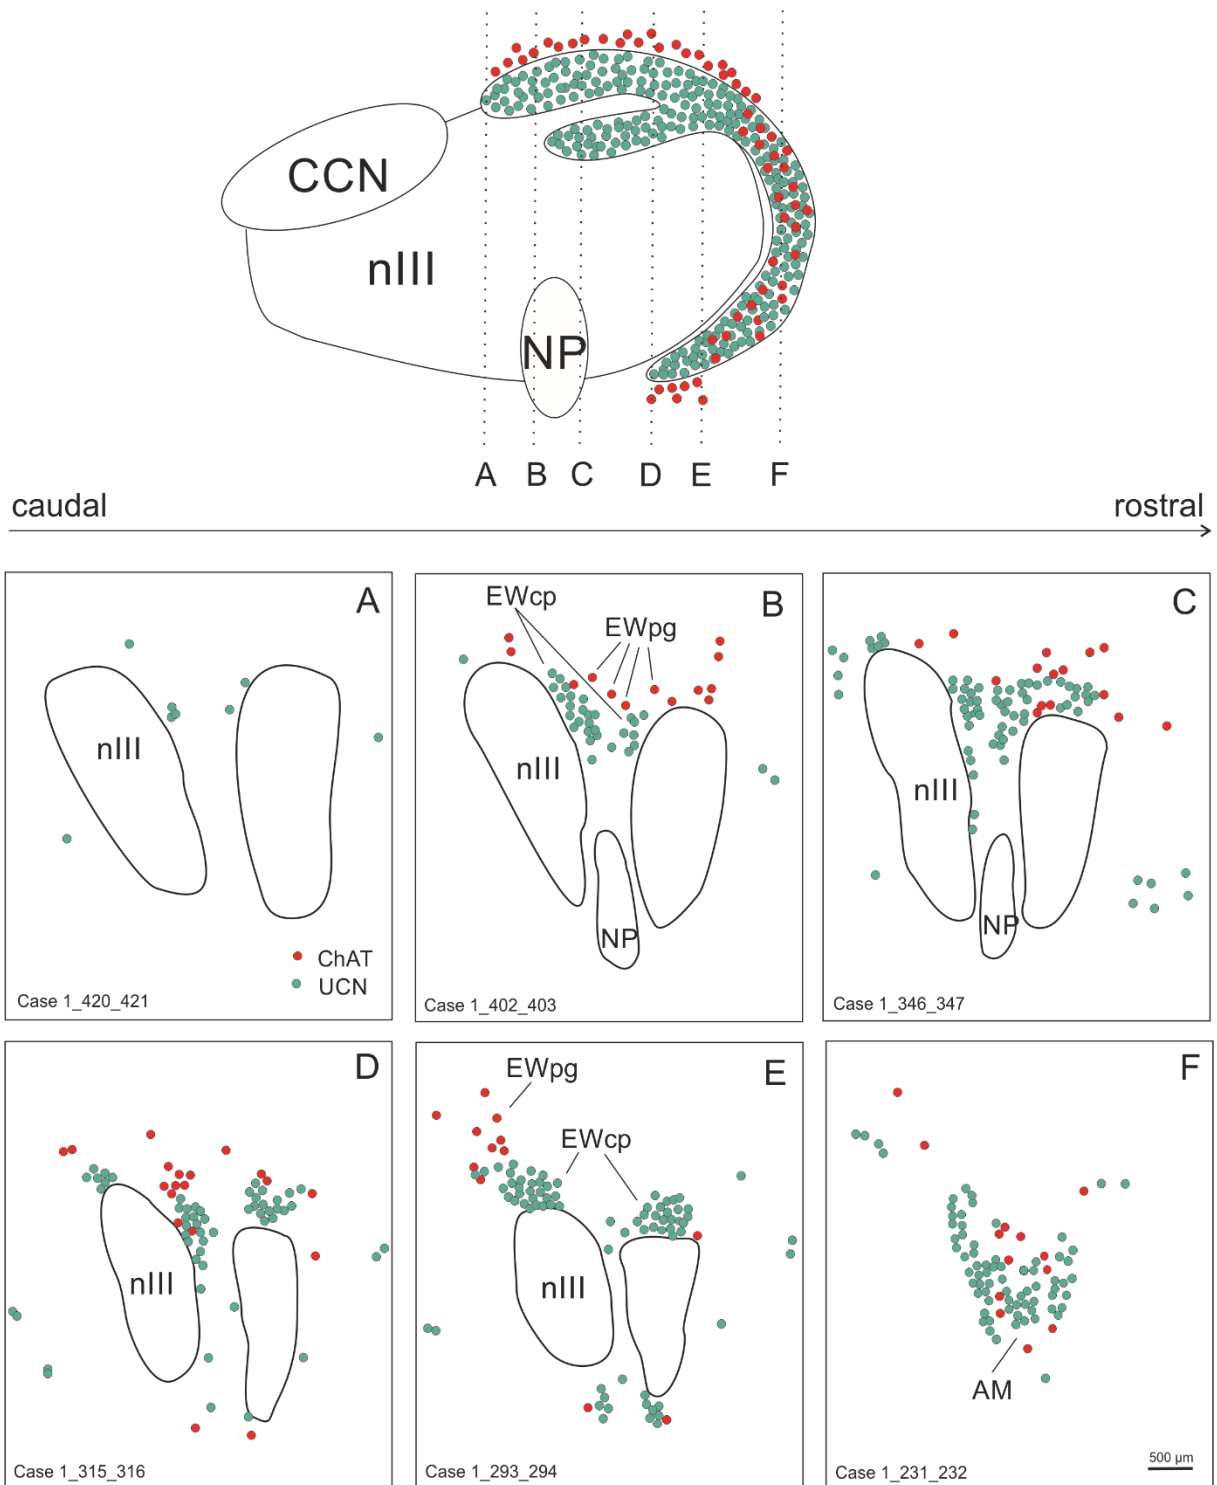 CCN
nIII
NP
A B C D E F
caudal rostral
A
nIII
ChAT
UCN
Case 1_420_421
B
EWcp
EWpg
nIII
NP
Case 1_402_403
C
nIII
NP
Case 1_346_347
D
nIII
Case 1_315_316
E
EWpg
EWcp
nIII
Case 1_293_294
F
AM
500 µm
Case 1_231_232